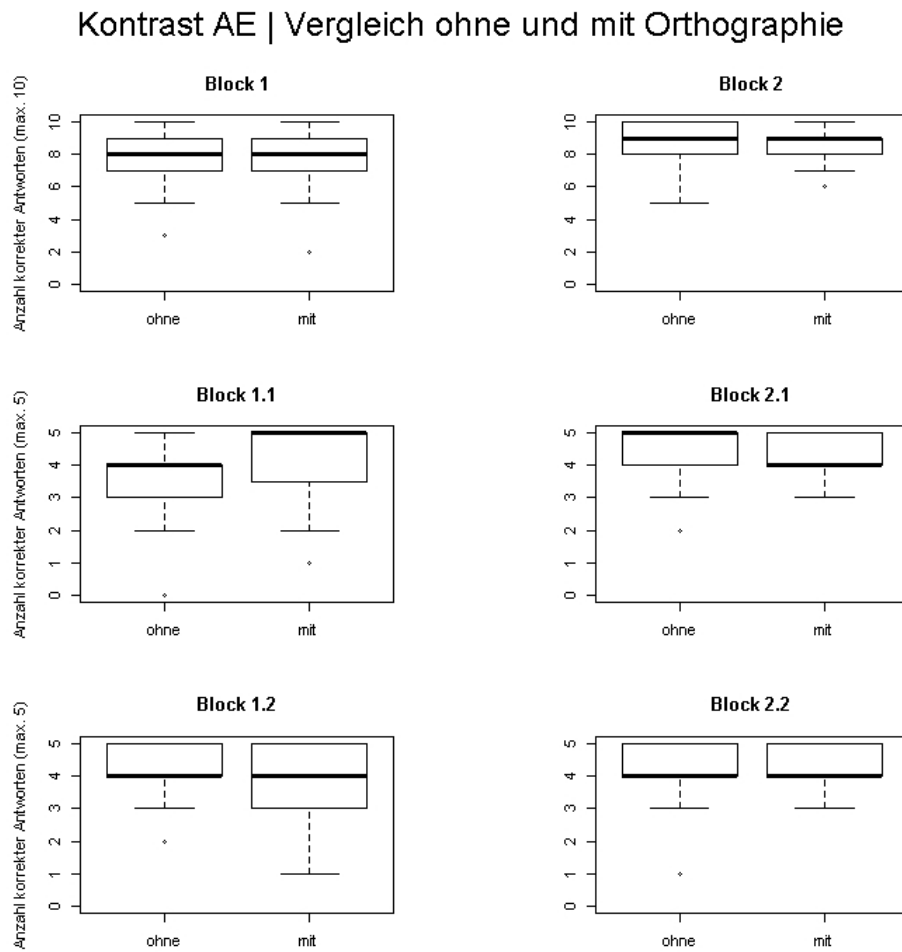 Kontrast AE | Vergleich ohne und mit Orthographie
Block 1
Block 2
Anzahl korrekter Antworten (max. 10)
10
8
6
4
2
0
ohne mit
10
8
6
4
2
0
ohne mit
Block 1.1
Block 2.1
Anzahl korrekter Antworten (max. 5)
5
4
3
2
1
0
ohne mit
5
4
3
2
1
0
ohne mit
Block 1.2
Block 2.2
Anzahl korrekter Antworten (max. 5)
5
4
3
2
1
0
ohne mit
5
4
3
2
1
0
ohne mit